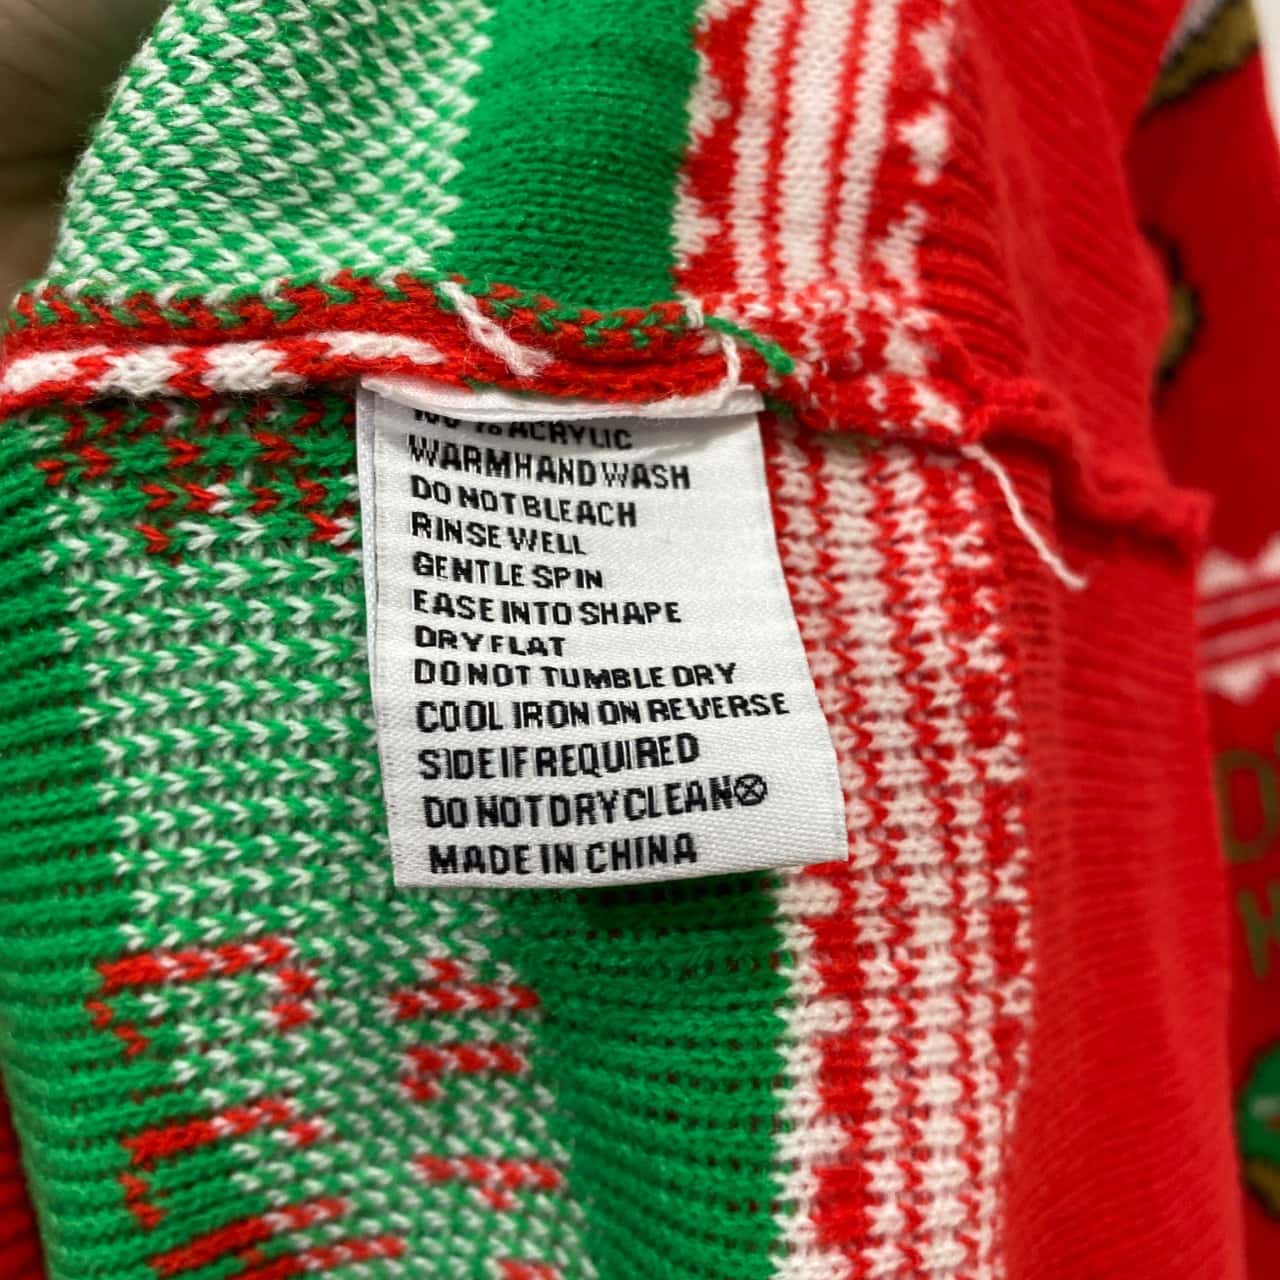 100 % ACRYLIC
WARM HAND WASH
DO NOT BLEACH
RINSE WELL
GENTLE SPIN
EASE INTO SHAPE
DRY FLAT
DO NOT TUMBLE DRY
COOL IRON ON REVERSE
SIDE IF REQUIRED
DO NOT DRY CLEAN
MADE IN CHINA